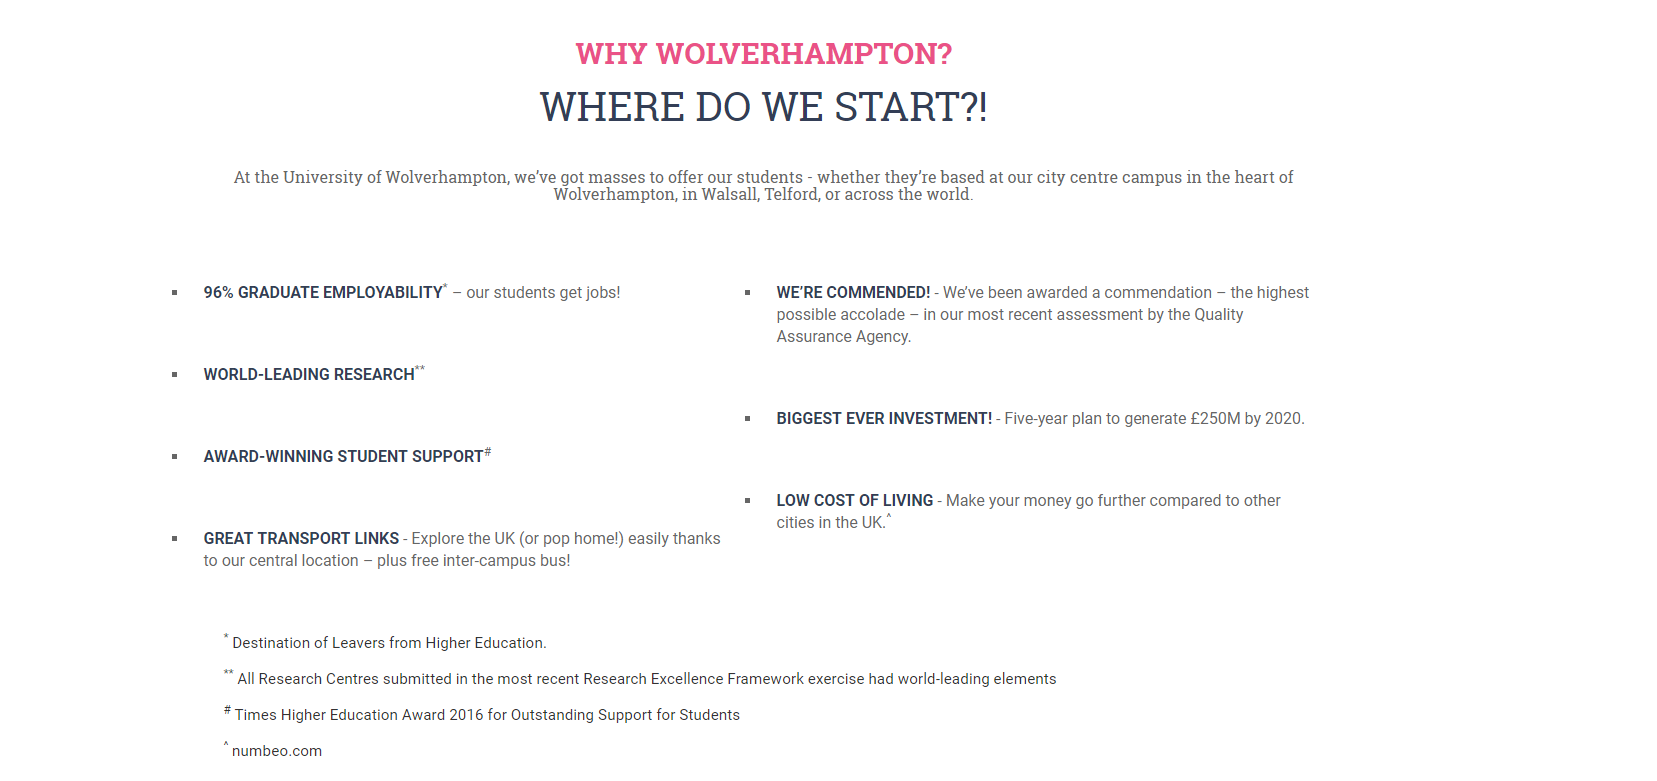 WHY WOLVERHAMPTON?
WHERE DO WE START?!
At the University of Wolverhampton, we’ve got masses to offer our students - whether they’re based at our city centre campus in the heart of
Wolverhampton, in Walsall, Telford, or across the world.
▪ 96% GRADUATE EMPLOYABILITY* – our students get jobs!
▪ WORLD-LEADING RESEARCH**
▪ AWARD-WINNING STUDENT SUPPORT#
▪ GREAT TRANSPORT LINKS - Explore the UK (or pop home!) easily thanks
to our central location – plus free inter-campus bus!
▪ WE’RE COMMENDED! - We’ve been awarded a commendation – the highest
possible accolade – in our most recent assessment by the Quality
Assurance Agency.
▪ BIGGEST EVER INVESTMENT! - Five-year plan to generate £250M by 2020.
▪ LOW COST OF LIVING - Make your money go further compared to other
cities in the UK.^
* Destination of Leavers from Higher Education.
** All Research Centres submitted in the most recent Research Excellence Framework exercise had world-leading elements
# Times Higher Education Award 2016 for Outstanding Support for Students
^ numbeo.com